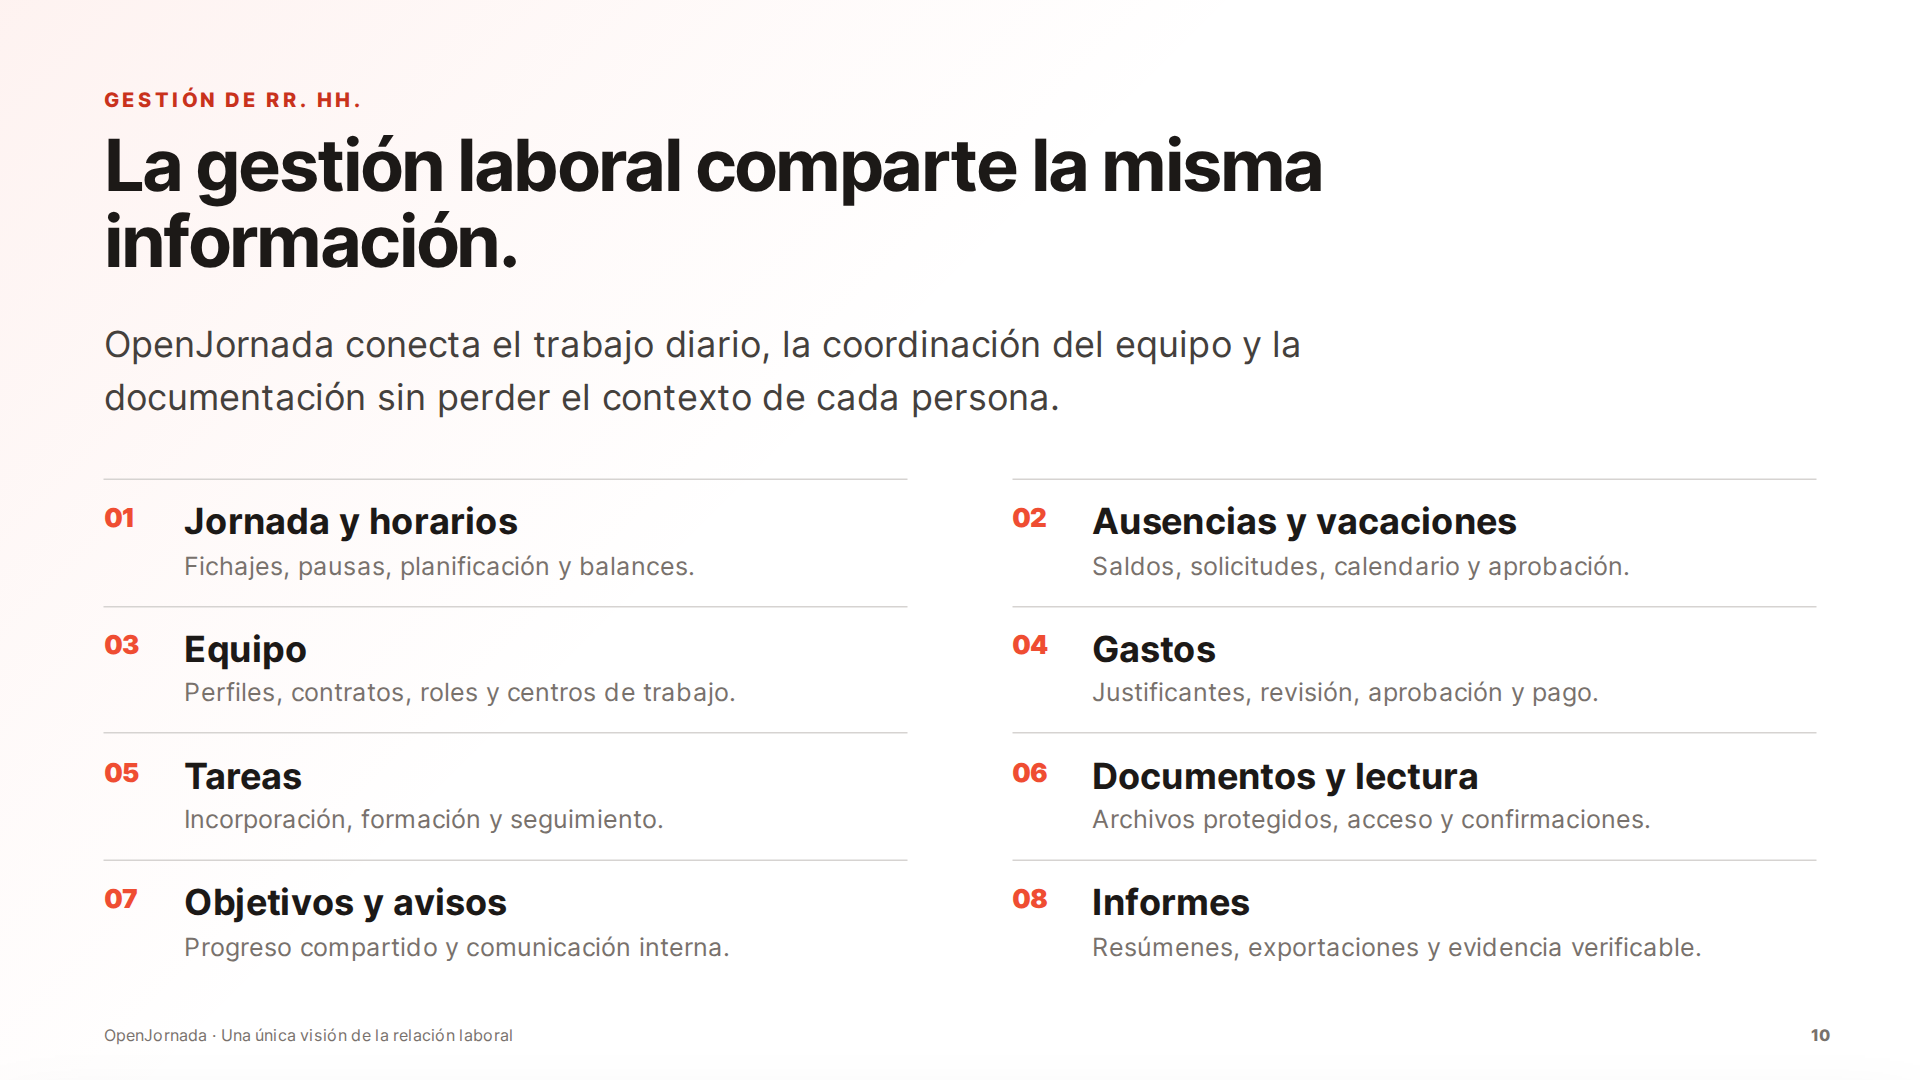 GESTIÓN DE RR. HH.
La gestión laboral comparte la misma
información.
OpenJornada conecta el trabajo diario, la coordinación del equipo y la
documentación sin perder el contexto de cada persona.
01
Jornada y horarios
Fichajes, pausas, planificación y balances.
02
Ausencias y vacaciones
Saldos, solicitudes, calendario y aprobación.
03
Equipo
Perfiles, contratos, roles y centros de trabajo.
04
Gastos
Justificantes, revisión, aprobación y pago.
05
Tareas
Incorporación, formación y seguimiento.
06
Documentos y lectura
Archivos protegidos, acceso y confirmaciones.
07
Objetivos y avisos
Progreso compartido y comunicación interna.
08
Informes
Resúmenes, exportaciones y evidencia verificable.
OpenJornada · Una única visión de la relación laboral
10